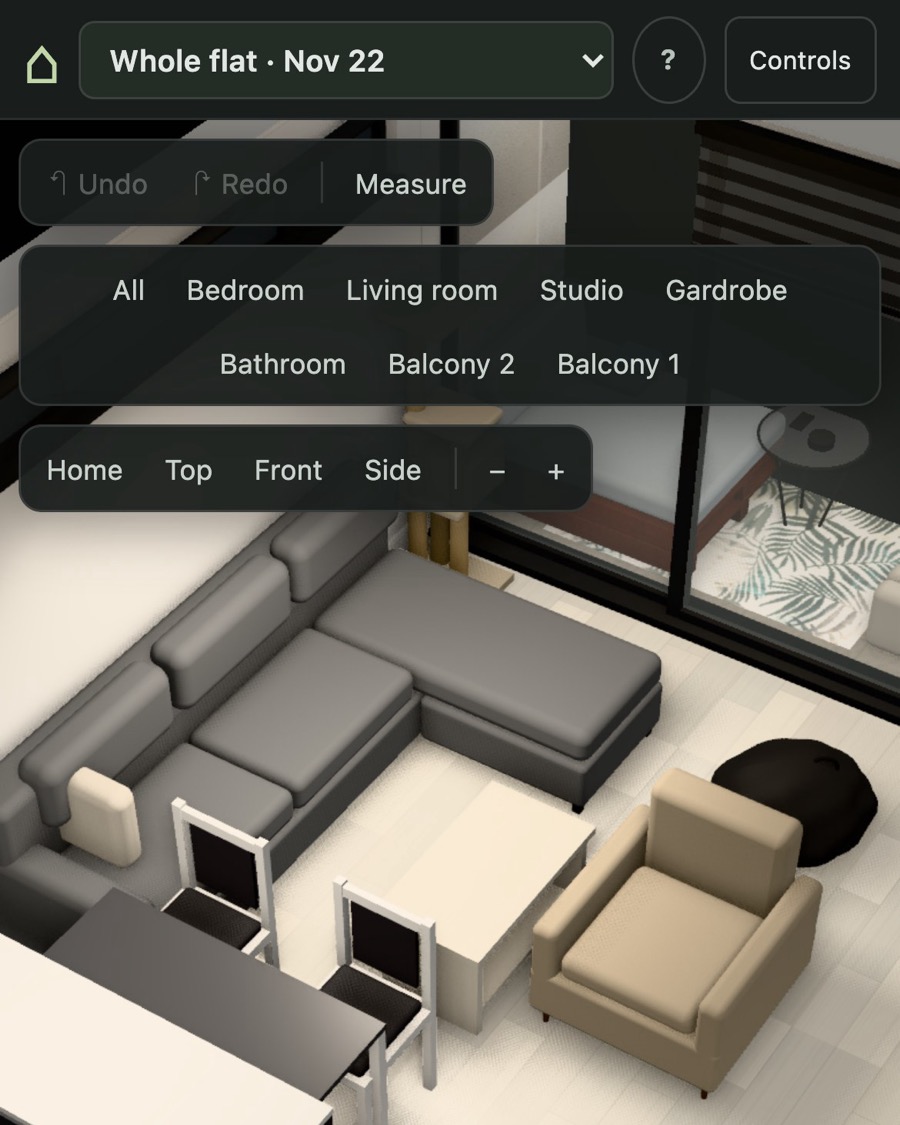 Whole flat · Nov 22
?
Controls
Undo Redo Measure
All Bedroom Living room Studio Gardrobe
Bathroom Balcony 2 Balcony 1
Home Top Front Side − +